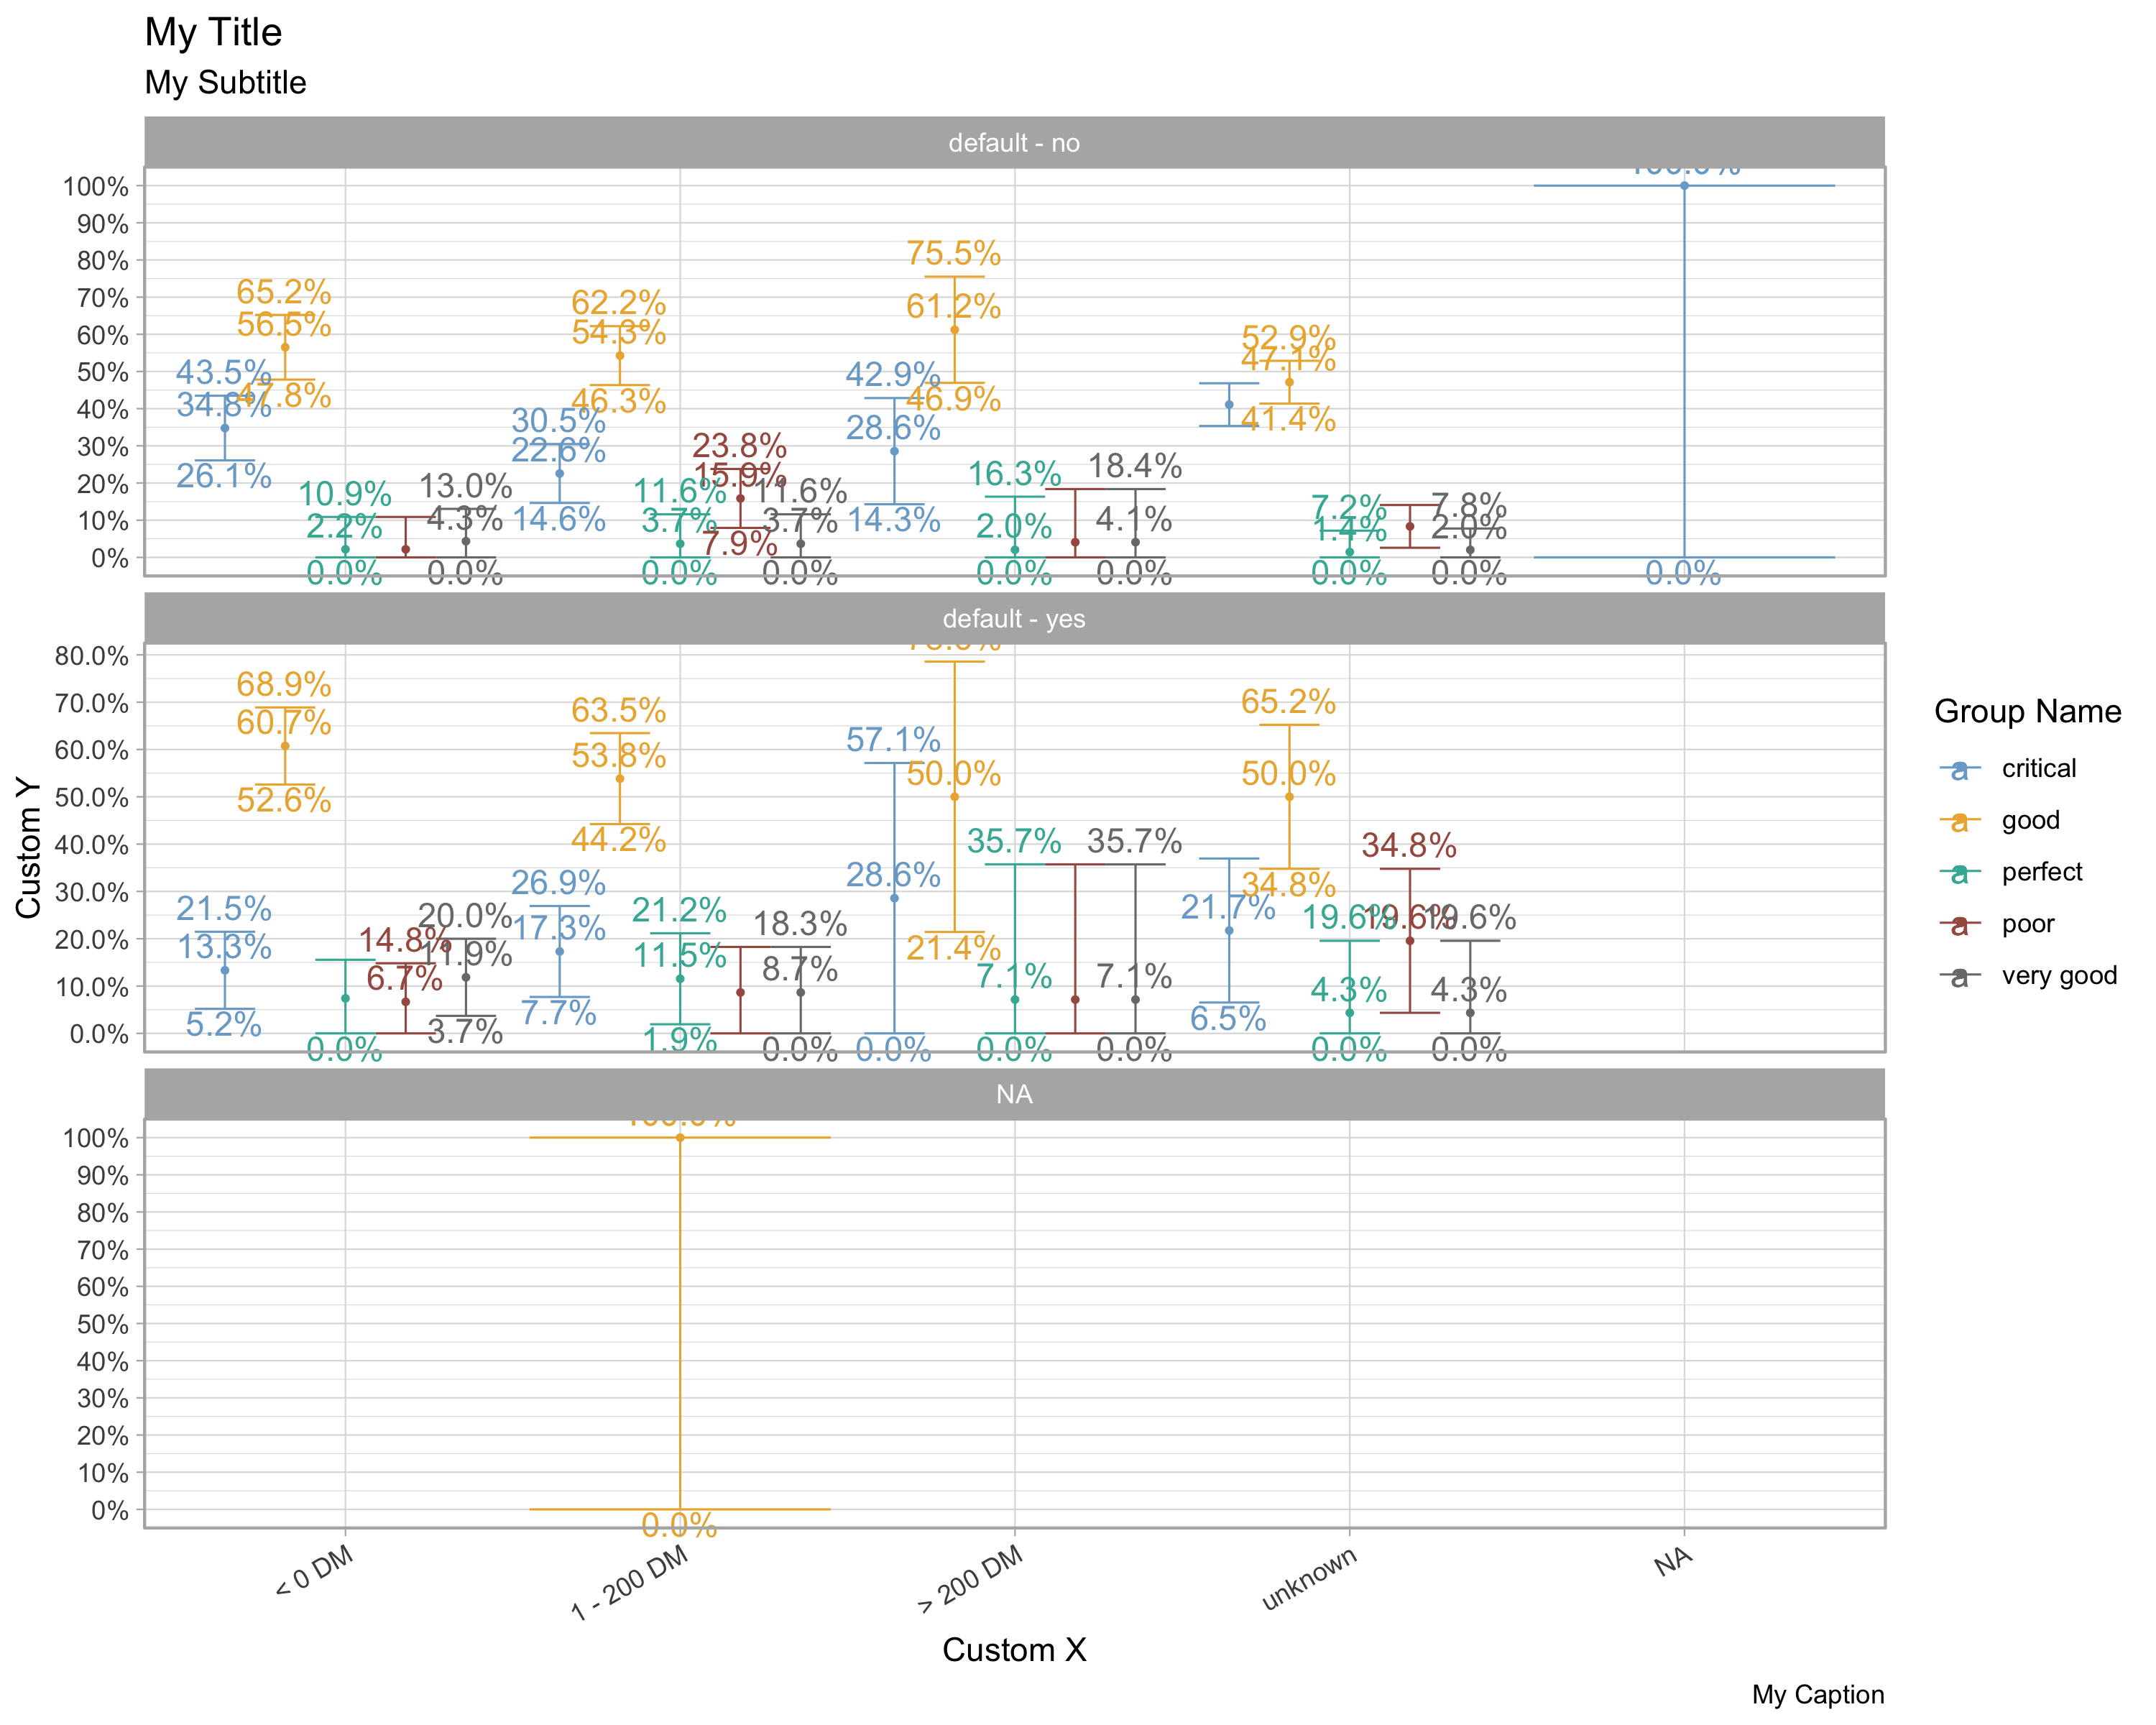 My Title
My Subtitle
default - no
100%
90%
80%
70%
60%
50%
40%
30%
20%
10%
0%
75.5%
65.2% 62.2% 61.2%
56.5% 54.3% 52.9%
47.1%
43.5% 42.9%
34.8% 47.8% 46.3% 46.9% 41.4%
30.5% 28.6%
26.1% 22.6% 23.8% 18.4%
10.9% 13.0% 15.9% 16.3%
14.6% 11.6% 11.6% 14.3% 7.2% 7.8%
2.2% 4.3% 3.7% 3.7% 2.0% 4.1% 1.4% 2.0%
7.9%
0.0% 0.0% 0.0% 0.0% 0.0% 0.0% 0.0% 0.0% 0.0%
default - yes
80.0%
70.0%
60.0%
50.0%
40.0%
30.0%
20.0%
10.0%
0.0%
68.9% 63.5% 65.2%
60.7% 57.1%
53.8% 50.0% 50.0%
52.6%
44.2% 35.7% 35.7% 34.8%
26.9% 28.6% 34.8%
21.5% 20.0% 21.2% 21.7%
17.3% 18.3% 19.6% 19.6% 19.6%
13.3% 14.8% 11.9% 11.5% 21.4%
6.7% 8.7% 7.1% 7.1% 4.3% 4.3%
5.2% 3.7% 7.7% 1.9% 6.5%
0.0% 0.0% 0.0% 0.0% 0.0% 0.0% 0.0%
NA
100%
90%
80%
70%
60%
50%
40%
30%
20%
10%
0%
0.0%
< 0 DM
1 - 200 DM
> 200 DM
unknown
NA
Custom X
Custom Y
Group Name
a critical
a good
a perfect
a poor
a very good
My Caption